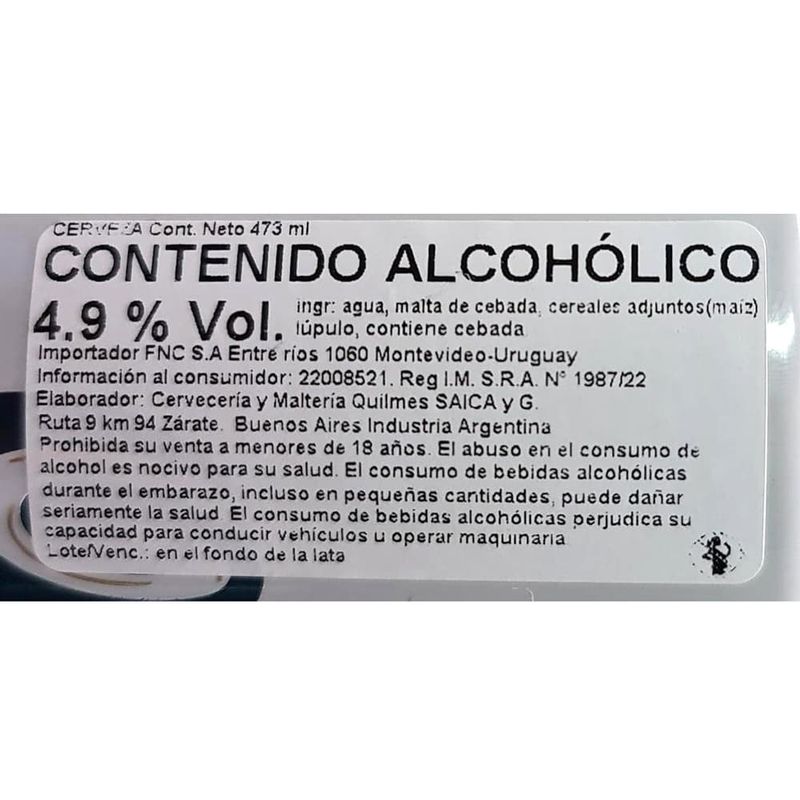 CERVEZA Cont. Neto 473 ml
CONTENIDO ALCOHÓLICO
4.9 % Vol. ingr: agua, malta de cebada, cereales adjuntos(maíz)
lúpulo, contiene cebada
Importador FNC S.A Entre ríos 1060 Montevideo-Uruguay
Información al consumidor: 22008521. Reg I.M. S.R.A. N° 1987/22
Elaborador: Cervecería y Maltería Quilmes SAICA y G.
Ruta 9 km 94 Zárate. Buenos Aires Industria Argentina
Prohibida su venta a menores de 18 años. El abuso en el consumo de
alcohol es nocivo para su salud. El consumo de bebidas alcohólicas
durante el embarazo, incluso en pequeñas cantidades, puede dañar
seriamente la salud. El consumo de bebidas alcohólicas perjudica su
capacidad para conducir vehículos u operar maquinaria.
Lote/Venc.: en el fondo de la lata